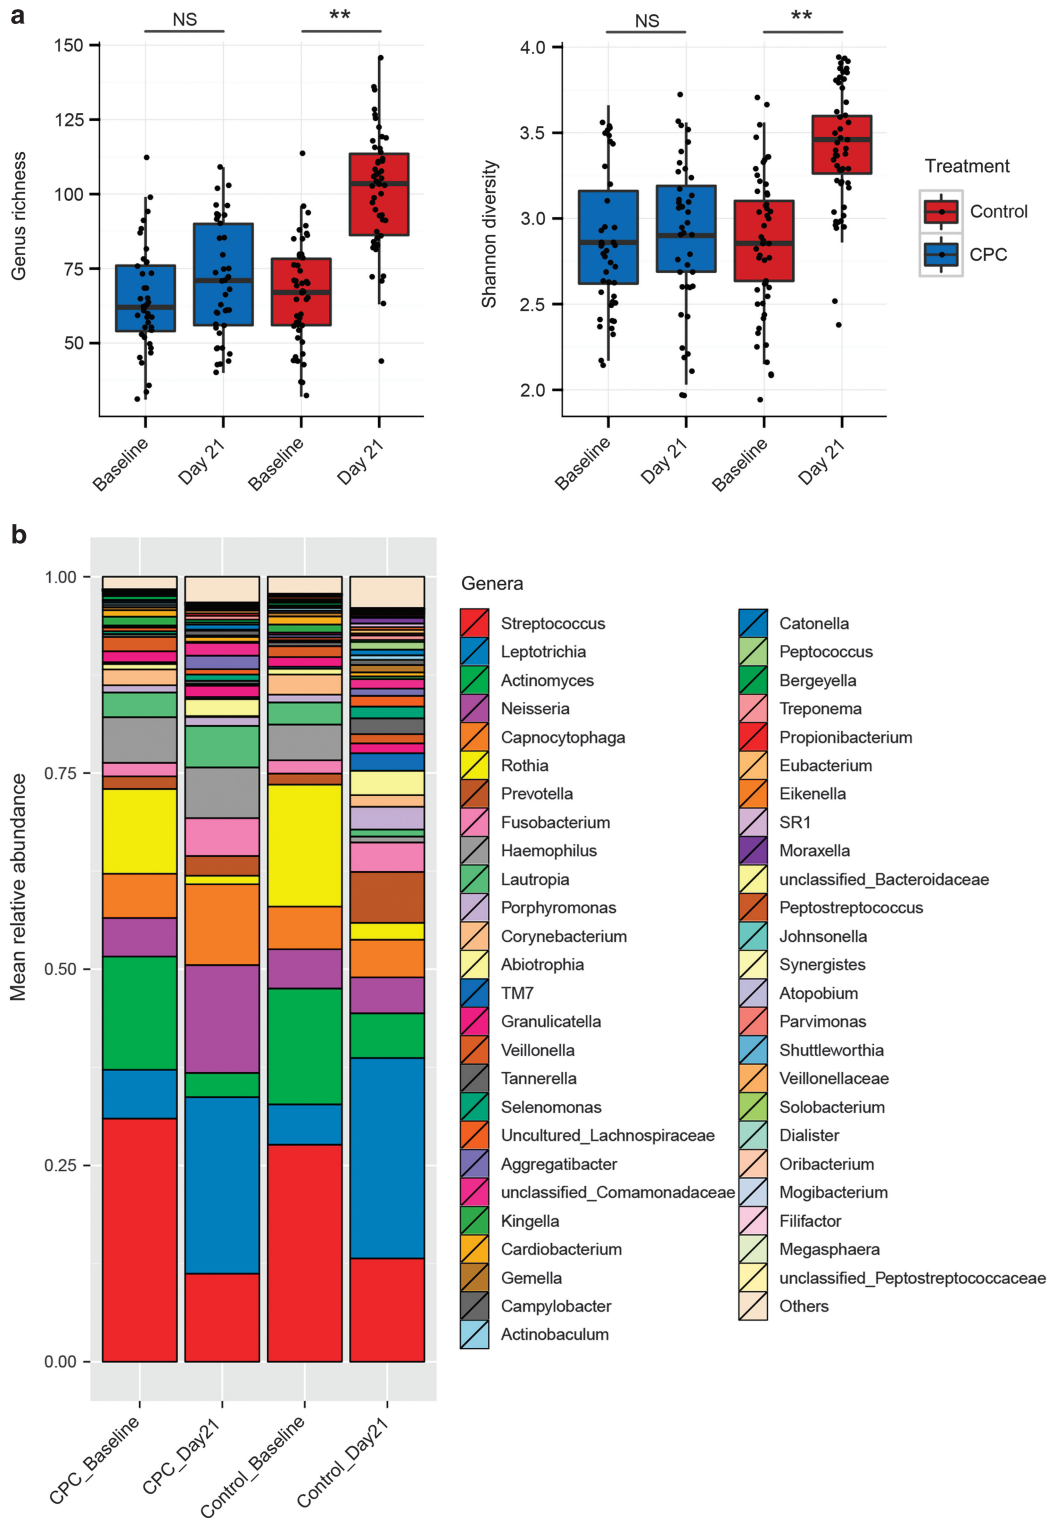 a
NS
**
NS
**
Genus richness
150
125
100
75
50
Baseline
Day 21
Baseline
Day 21
Shannon diversity
4.0
3.5
3.0
2.5
2.0
Baseline
Day 21
Baseline
Day 21
Treatment
Control
CPC
b
Mean relative abundance
1.00
0.75
0.50
0.25
0.00
CPC_Baseline
CPC_Day21
Control_Baseline
Control_Day21
Genera
Streptococcus
Leptotrichia
Actinomyces
Neisseria
Capnocytophaga
Rothia
Prevotella
Fusobacterium
Haemophilus
Lautropia
Porphyromonas
Corynebacterium
Abiotrophia
TM7
Granulicatella
Veillonella
Tannerella
Selenomonas
Uncultured_Lachnospiraceae
Aggregatibacter
unclassified_Comamonadaceae
Kingella
Cardiobacterium
Gemella
Campylobacter
Actinobaculum
Catonella
Peptococcus
Bergeyella
Treponema
Propionibacterium
Eubacterium
Eikenella
SR1
Moraxella
unclassified_Bacteroidaceae
Peptostreptococcus
Johnsonella
Synergistes
Atopobium
Parvimonas
Shuttleworthia
Veillonellaceae
Solobacterium
Dialister
Oribacterium
Mogibacterium
Filifactor
Megasphaera
unclassified_Peptostreptococcaceae
Others